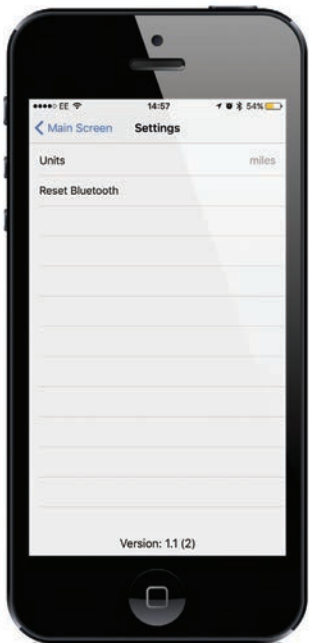 EE 14:57 54%
Main Screen Settings
Units miles
Reset Bluetooth
Version: 1.1 (2)